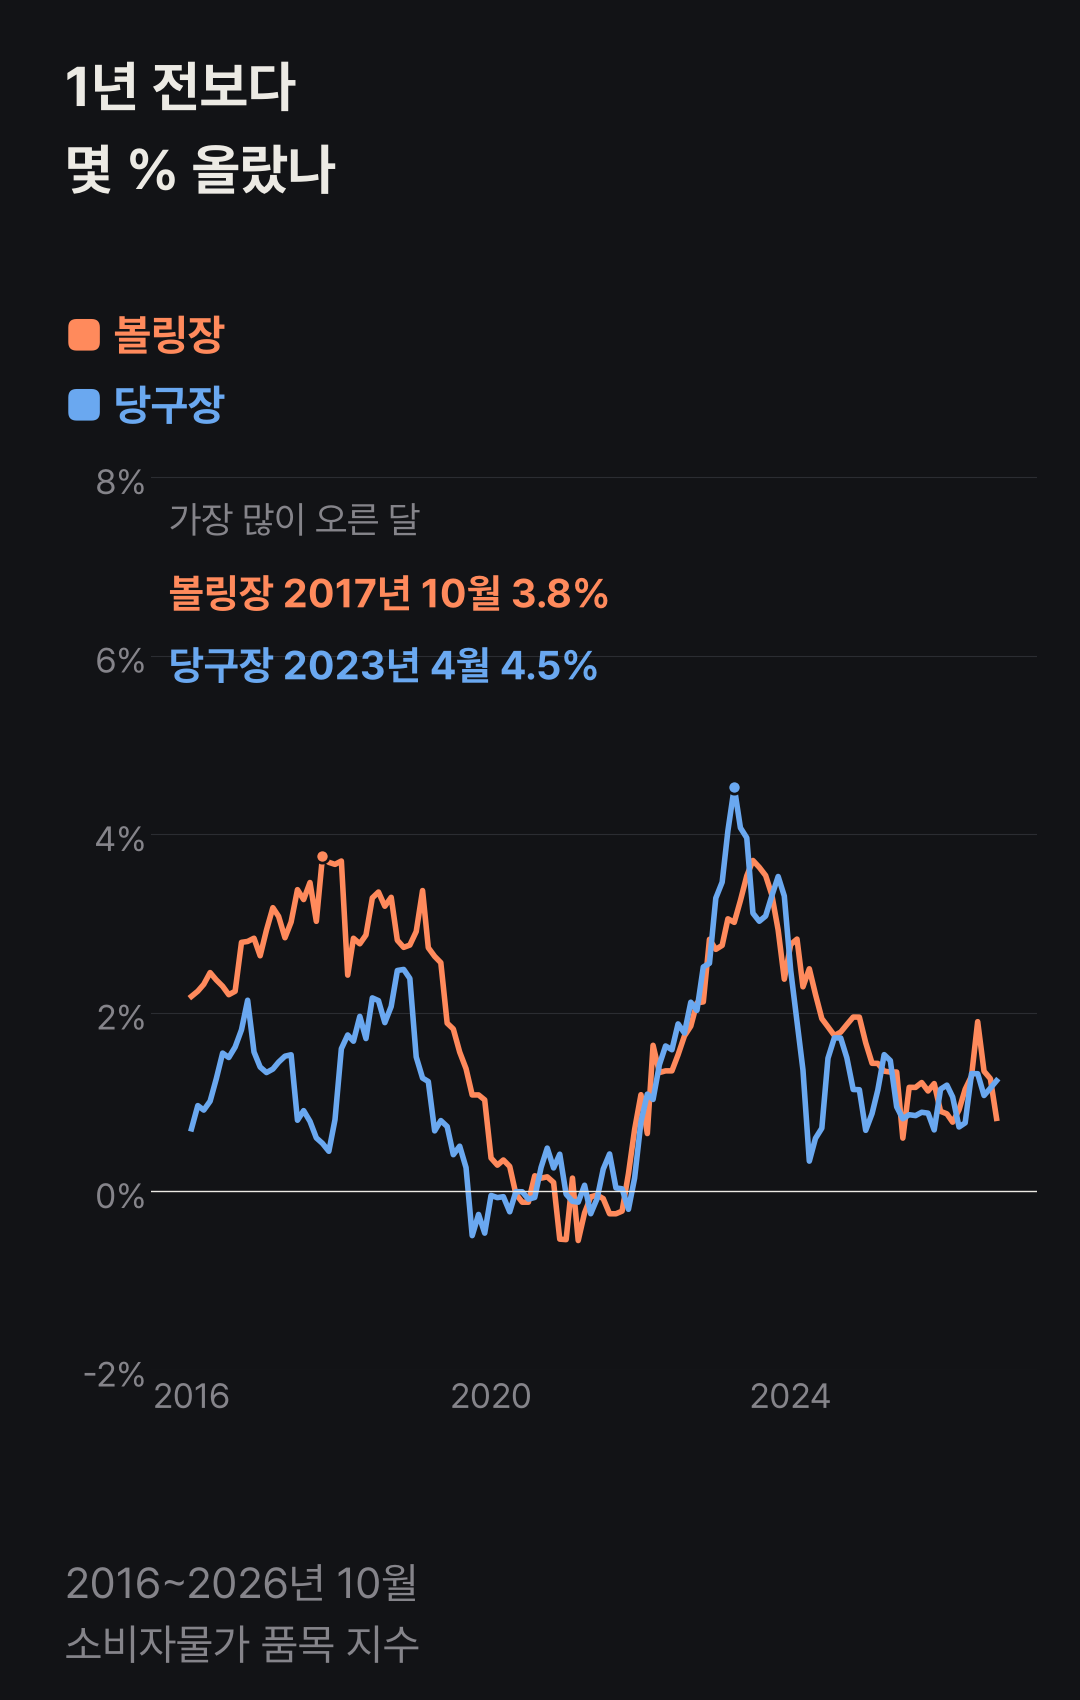 1년 전보다
몇 % 올랐나
볼링장
당구장
8%
가장 많이 오른 달
볼링장 2017년 10월 3.8%
6%
당구장 2023년 4월 4.5%
4%
2%
0%
-2%
2016 2020 2024
2016~2026년 10월
소비자물가 품목 지수